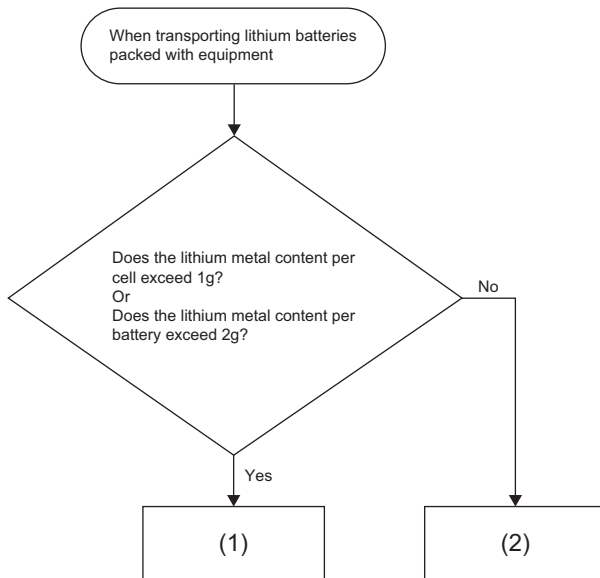 When transporting lithium batteries
packed with equipment
Does the lithium metal content per
cell exceed 1g?
Or
Does the lithium metal content per
battery exceed 2g?
No
Yes
(1)
(2)